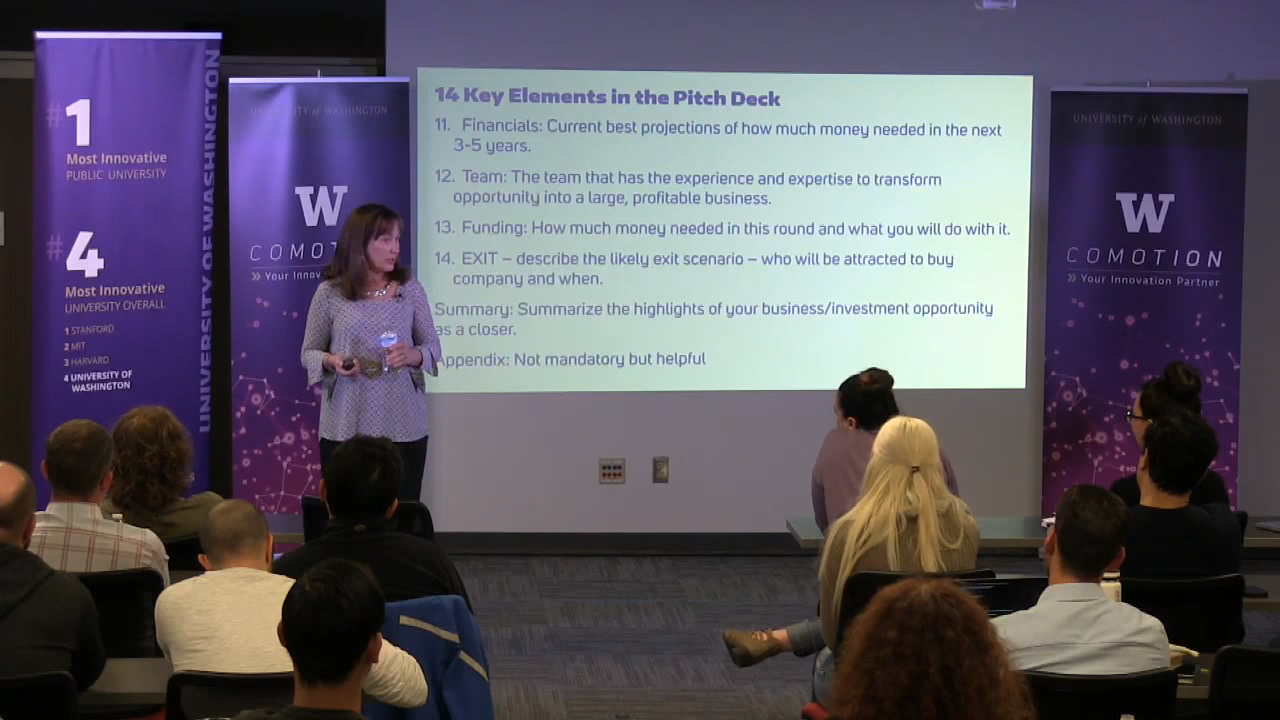 #1
Most Innovative
PUBLIC UNIVERSITY
#4
Most Innovative
UNIVERSITY OVERALL
1 STANFORD
2 MIT
3 HARVARD
4 UNIVERSITY OF
WASHINGTON
UNIVERSITY OF WASHINGTON
UNIVERSITY of WASHINGTON
W
COMOT
» Your Innov
14 Key Elements in the Pitch Deck
11. Financials: Current best projections of how much money needed in the next
3-5 years.
12. Team: The team that has the experience and expertise to transform
opportunity into a large, profitable business.
13. Funding: How much money needed in this round and what you will do with it.
14. EXIT – describe the likely exit scenario – who will be attracted to buy
company and when.
Summary: Summarize the highlights of your business/investment opportunity
as a closer.
Appendix: Not mandatory but helpful
UNIVERSITY of WASHINGTON
W
COMOTION
» Your Innovation Partner